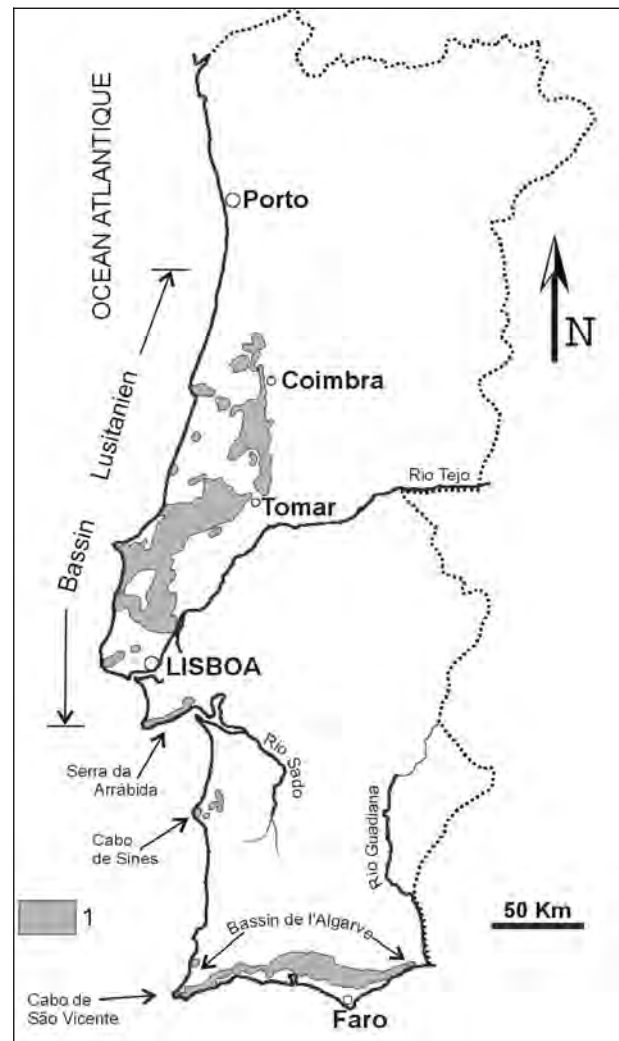 OCEAN ATLANTIQUE
Porto
N
Bassin Lusitanien
Coimbra
Rio Tejo
Tomar
LISBOA
Serra da
Arrábida
Rio Sado
Cabo
de Sines
Rio Guadiana
1
50 Km
Bassin de l'Algarve
Cabo de
São Vicente
Faro